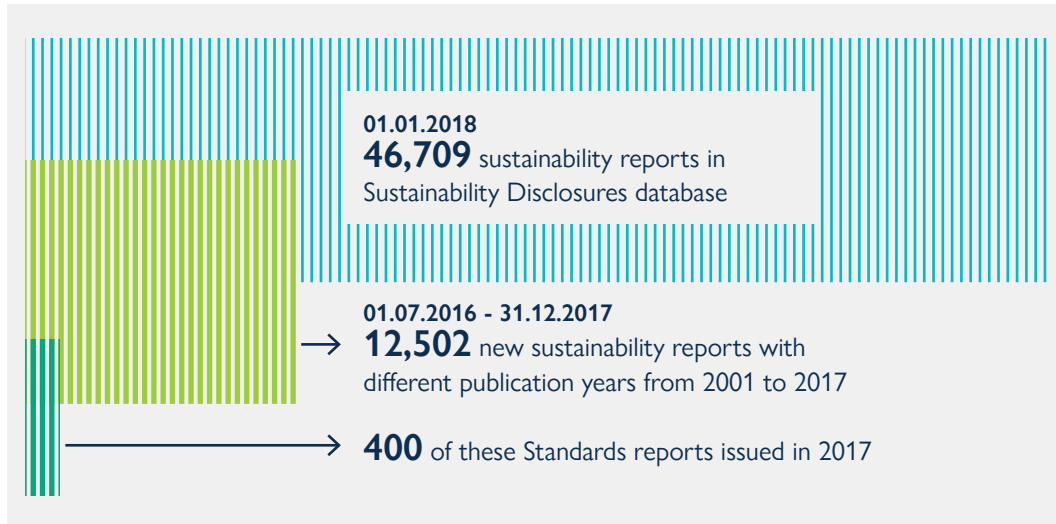 01.01.2018
46,709 sustainability reports in
Sustainability Disclosures database
01.07.2016 - 31.12.2017
12,502 new sustainability reports with
different publication years from 2001 to 2017
400 of these Standards reports issued in 2017